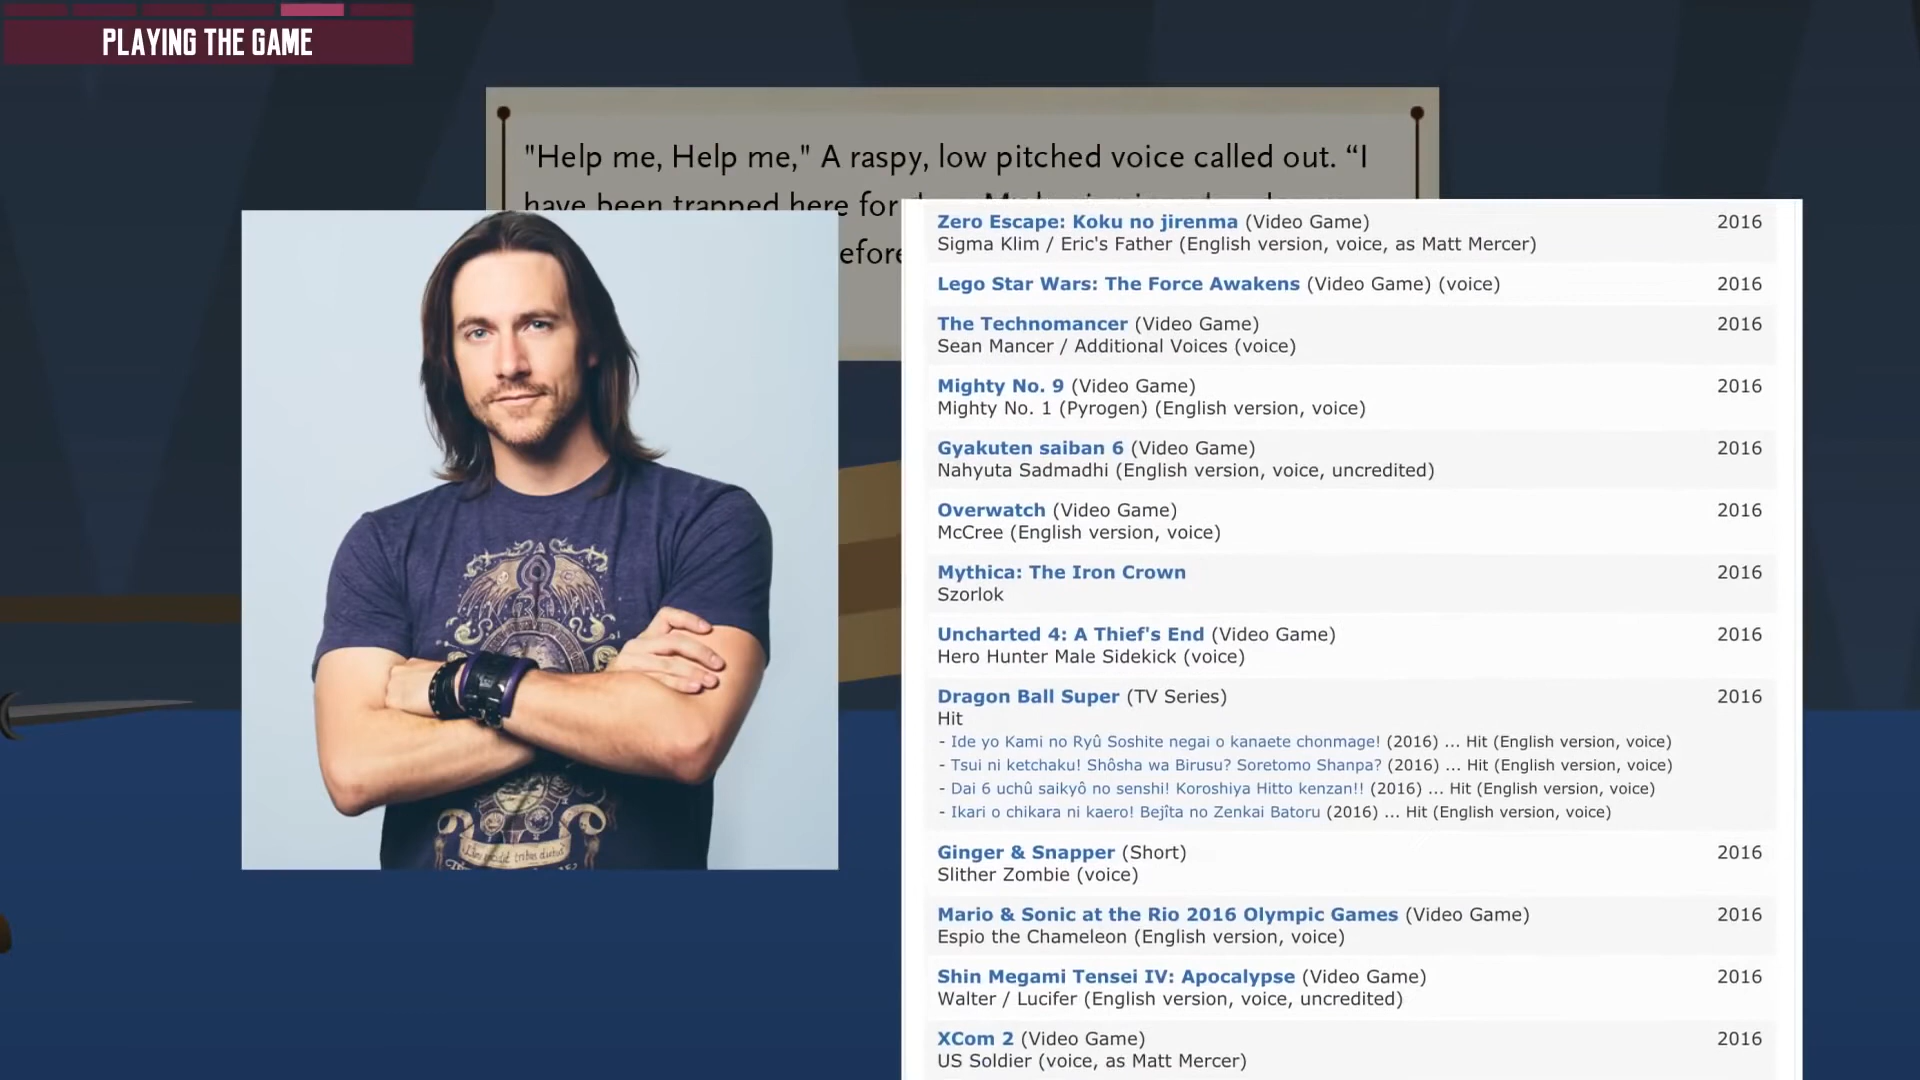 PLAYING THE GAME
"Help me, Help me," A raspy, low pitched voice called out. “I
have been trapped here for
efore
Zero Escape: Koku no jirenma (Video Game) 2016
Sigma Klim / Eric's Father (English version, voice, as Matt Mercer)
Lego Star Wars: The Force Awakens (Video Game) (voice) 2016
The Technomancer (Video Game) 2016
Sean Mancer / Additional Voices (voice)
Mighty No. 9 (Video Game) 2016
Mighty No. 1 (Pyrogen) (English version, voice)
Gyakuten saiban 6 (Video Game) 2016
Nahyuta Sadmadhi (English version, voice, uncredited)
Overwatch (Video Game) 2016
McCree (English version, voice)
Mythica: The Iron Crown 2016
Szorlok
Uncharted 4: A Thief's End (Video Game) 2016
Hero Hunter Male Sidekick (voice)
Dragon Ball Super (TV Series) 2016
Hit
- Ide yo Kami no Ryû Soshite negai o kanaete chonmage! (2016) ... Hit (English version, voice)
- Tsui ni ketchaku! Shôsha wa Birusu? Soretomo Shanpa? (2016) ... Hit (English version, voice)
- Dai 6 uchû saikyô no senshi! Koroshiya Hitto kenzan!! (2016) ... Hit (English version, voice)
- Ikari o chikara ni kaero! Bejîta no Zenkai Batoru (2016) ... Hit (English version, voice)
Ginger & Snapper (Short) 2016
Slither Zombie (voice)
Mario & Sonic at the Rio 2016 Olympic Games (Video Game) 2016
Espio the Chameleon (English version, voice)
Shin Megami Tensei IV: Apocalypse (Video Game) 2016
Walter / Lucifer (English version, voice, uncredited)
XCom 2 (Video Game) 2016
US Soldier (voice, as Matt Mercer)